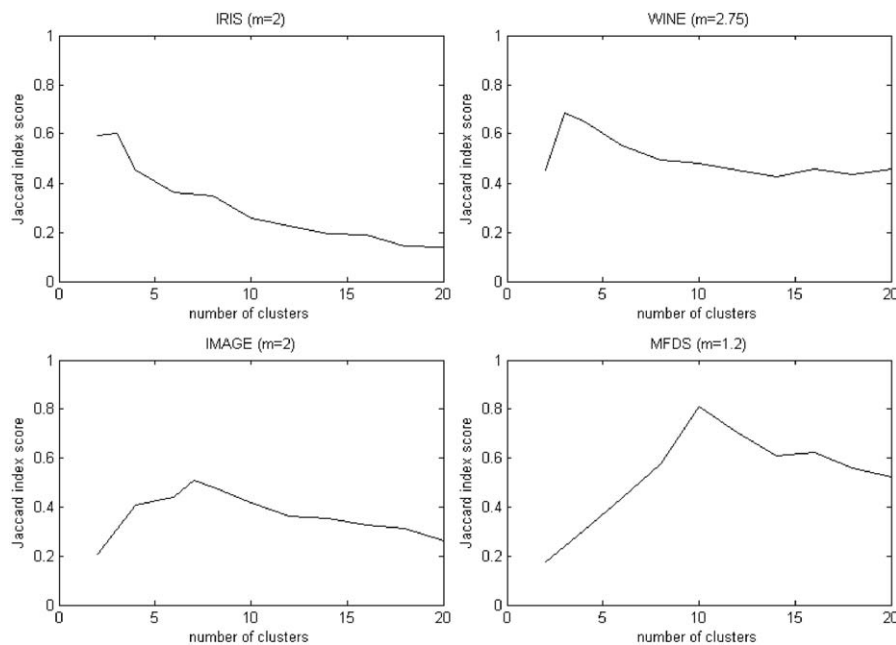 IRIS (m=2)
1
0.8
0.6
0.4
0.2
0
0 5 10 15 20
Jaccard index score
number of clusters
WINE (m=2.75)
1
0.8
0.6
0.4
0.2
0
0 5 10 15 20
Jaccard index score
number of clusters
IMAGE (m=2)
1
0.8
0.6
0.4
0.2
0
0 5 10 15 20
Jaccard index score
number of clusters
MFDS (m=1.2)
1
0.8
0.6
0.4
0.2
0
0 5 10 15 20
Jaccard index score
number of clusters